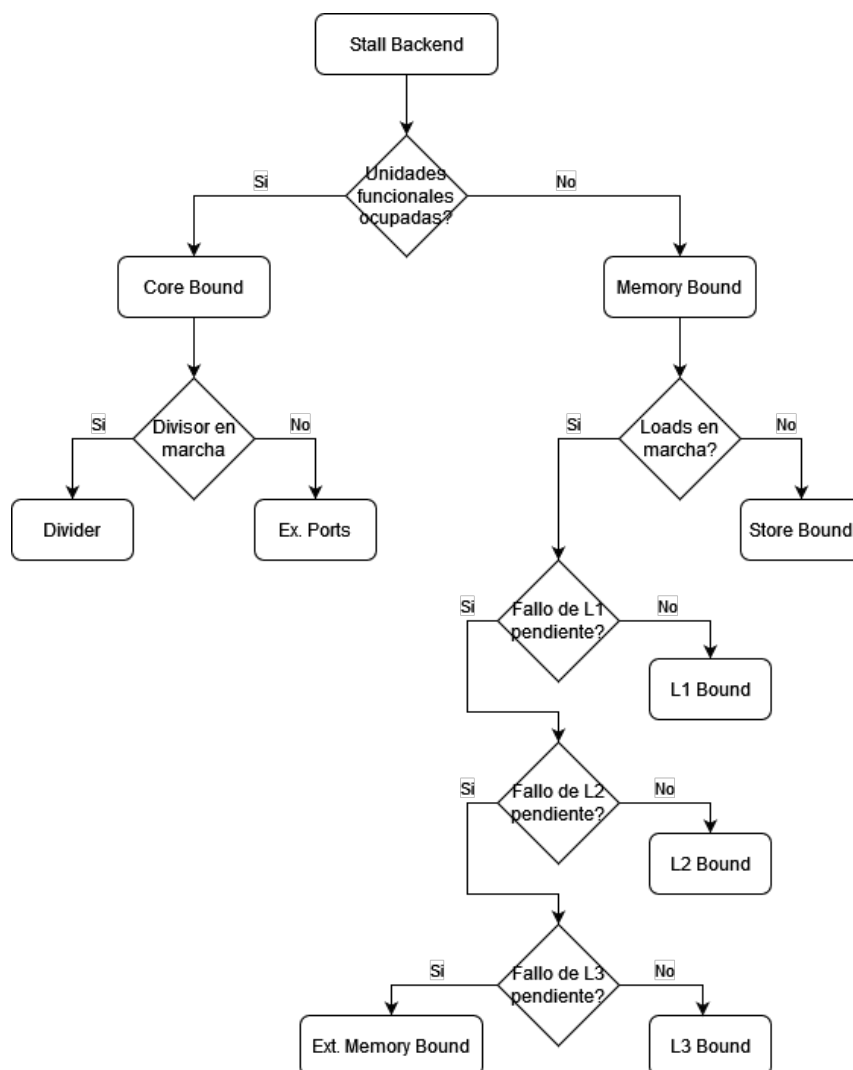 Stall Backend
Unidades
funcionales
ocupadas?
Si
No
Core Bound
Memory Bound
Divisor en
marcha
Si
No
Loads en
marcha?
Si
No
Divider
Ex. Ports
Store Bound
Fallo de L1
pendiente?
Si
No
L1 Bound
Fallo de L2
pendiente?
Si
No
L2 Bound
Fallo de L3
pendiente?
Si
No
Ext. Memory Bound
L3 Bound